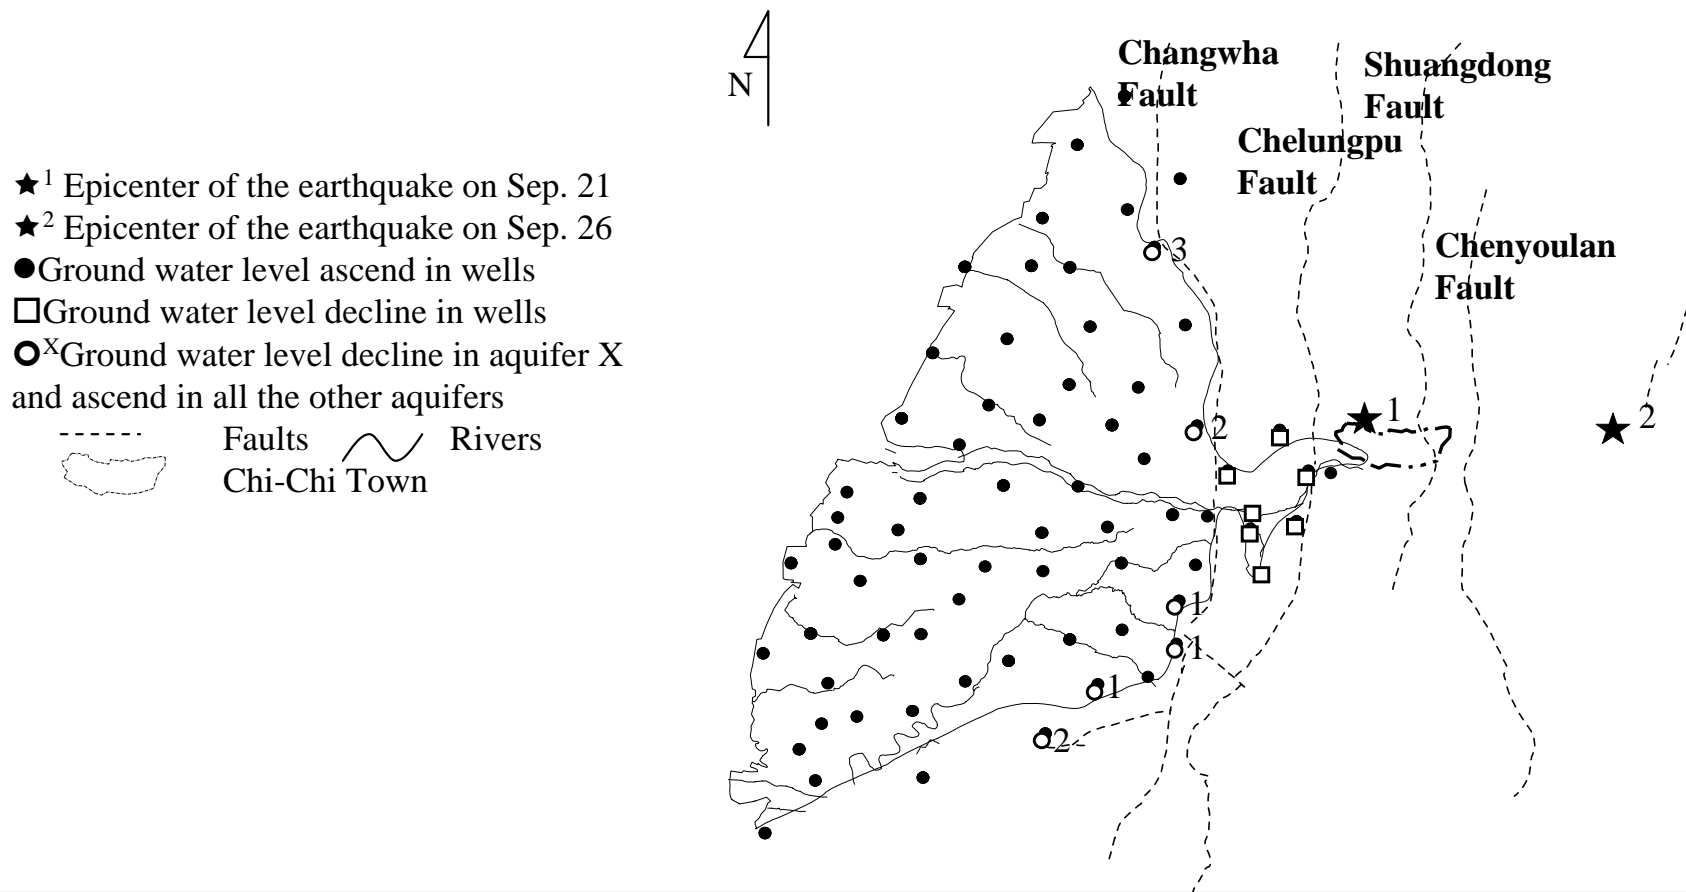 N
Changwha
Fault
Shuangdong
Fault
Chelungpu
Fault
Chenyoulan
Fault
1 Epicenter of the earthquake on Sep. 21
2 Epicenter of the earthquake on Sep. 26
Ground water level ascend in wells
Ground water level decline in wells
XGround water level decline in aquifer X
and ascend in all the other aquifers
Faults Rivers
Chi-Chi Town
3
1
2
2
1
1
1
2